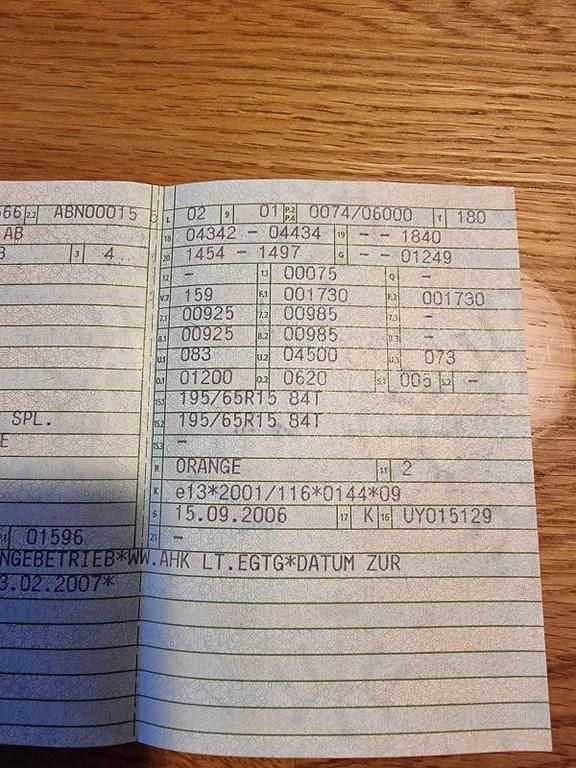 66 2.2 ABN00015 6 L 02 9 01 P.2 P.4 0074/06000 T 180
AB 18 04342 - 04434 19 - - 1840
3 4 20 1454 - 1497 G - - 01249
12 - 13 00075 Q -
V.7 159 F.1 001730 F.2 001730
7.1 00925 7.2 00985 7.3 -
8.1 00925 8.2 00985 8.3 -
U.1 083 U.2 04500 U.3 073
O.1 01200 O.2 0620 S.1 005 S.2 -
15.1 195/65R15 84T
SPL. 15.2 195/65R15 84T
E 15.3 -
R ORANGE 11 2
K e13*2001/116*0144*09
6 15.09.2006 17 K 16 UY015129
P.1 01596 21 -
NGEBETRIEB*WW.AHK LT.EGTG*DATUM ZUR
3.02.2007*